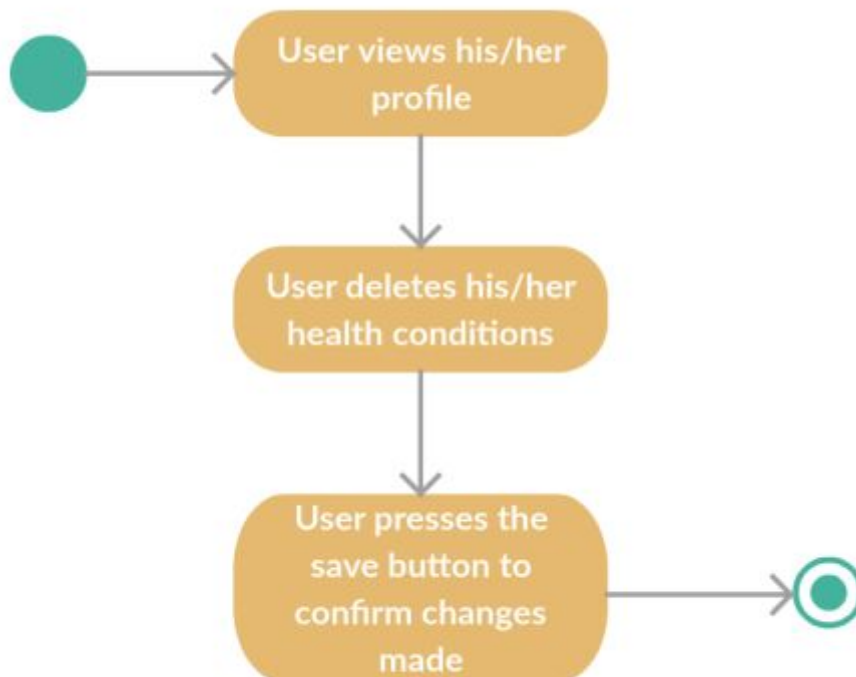 User views his/her
profile
User deletes his/her
health conditions
User presses the
save button to
confirm changes
made